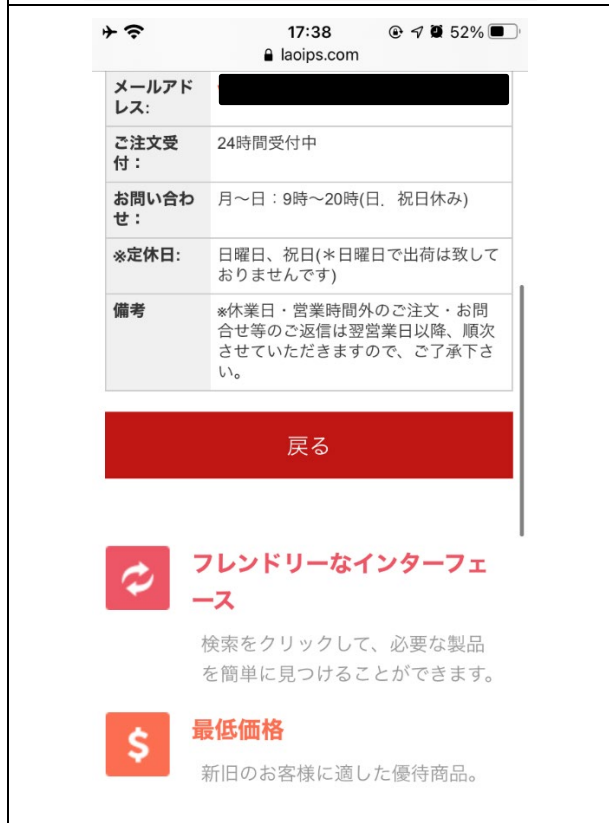 17:38
52%
laoips.com
メールアド
レス:
ご注文受
付：
24時間受付中
お問い合わ
せ：
月〜日：9時〜20時(日．祝日休み)
※定休日:
日曜日、祝日(＊日曜日で出荷は致して
おりませんです)
備考
※休業日・営業時間外のご注文・お問
合せ等のご返信は翌営業日以降、順次
させていただきますので、ご了承下さ
い。
戻る
フレンドリーなインターフェ
ース
検索をクリックして、必要な製品
を簡単に見つけることができます。
$
最低価格
新旧のお客様に適した優待商品。